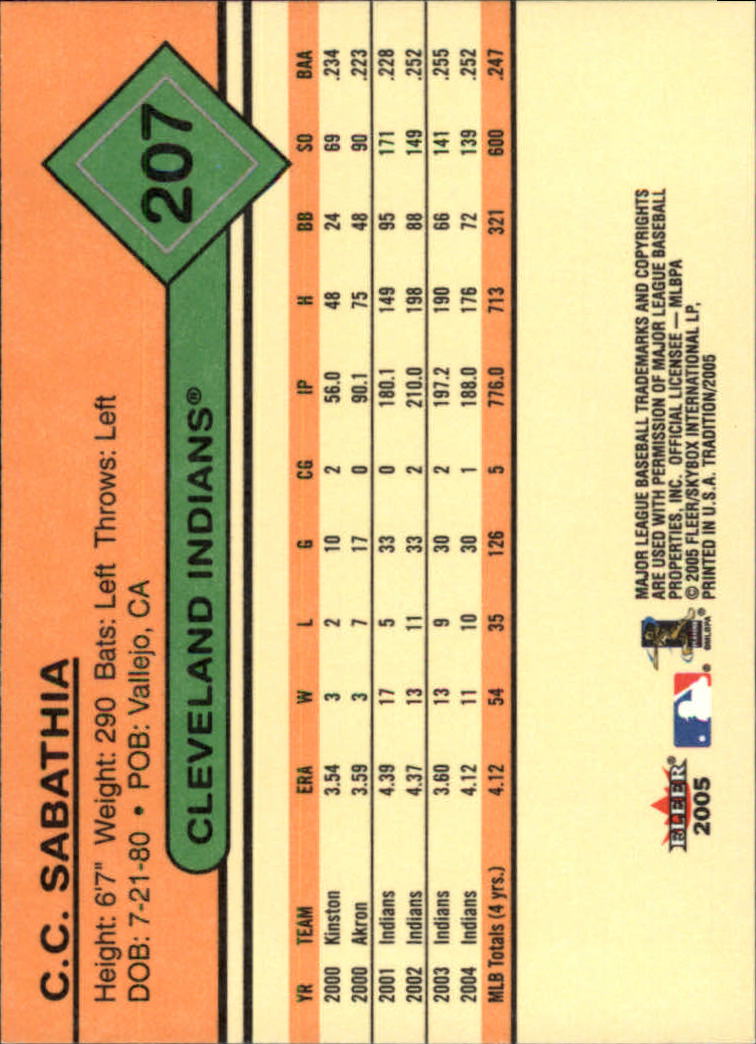 C.C. SABATHIA
Height: 6'7" Weight: 290 Bats: Left Throws: Left
DOB: 7-21-80 • POB: Vallejo, CA
207
CLEVELAND INDIANS®
YR TEAM ERA W L G CG IP H BB SO BAA
2000 Kinston 3.54 3 2 10 2 56.0 48 24 69 .234
2000 Akron 3.59 3 7 17 0 90.1 75 48 90 .223
2001 Indians 4.39 17 5 33 0 180.1 149 95 171 .228
2002 Indians 4.37 13 11 33 2 210.0 198 88 149 .252
2003 Indians 3.60 13 9 30 2 197.2 190 66 141 .255
2004 Indians 4.12 11 10 30 1 188.0 176 72 139 .252
MLB Totals (4 yrs.) 4.12 54 35 126 5 776.0 713 321 600 .247
FLEER®
2005
®
®
©MLBPA
MAJOR LEAGUE BASEBALL TRADEMARKS AND COPYRIGHTS
ARE USED WITH PERMISSION OF MAJOR LEAGUE BASEBALL
PROPERTIES, INC. OFFICIAL LICENSEE — MLBPA
© 2005 FLEER/SKYBOX INTERNATIONAL LP,
PRINTED IN U.S.A. TRADITION/2005